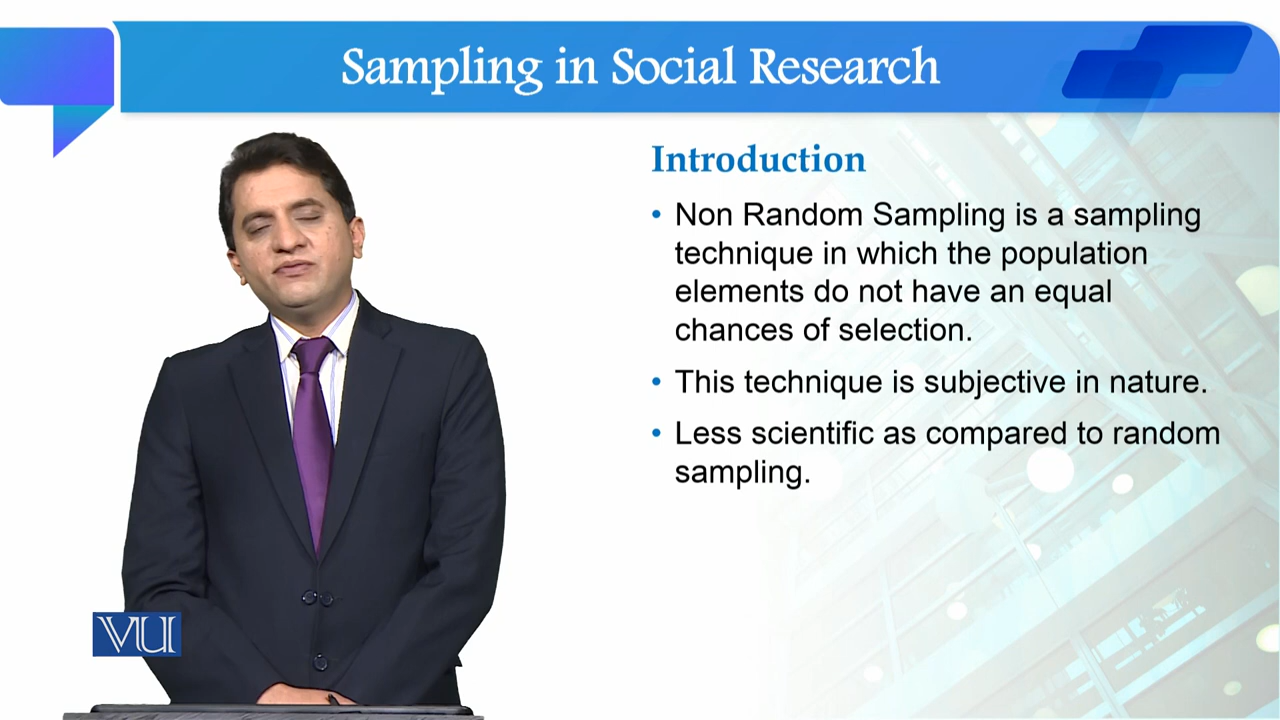 Sampling in Social Research
Introduction
• Non Random Sampling is a sampling
technique in which the population
elements do not have an equal
chances of selection.
• This technique is subjective in nature.
• Less scientific as compared to random
sampling.
VU